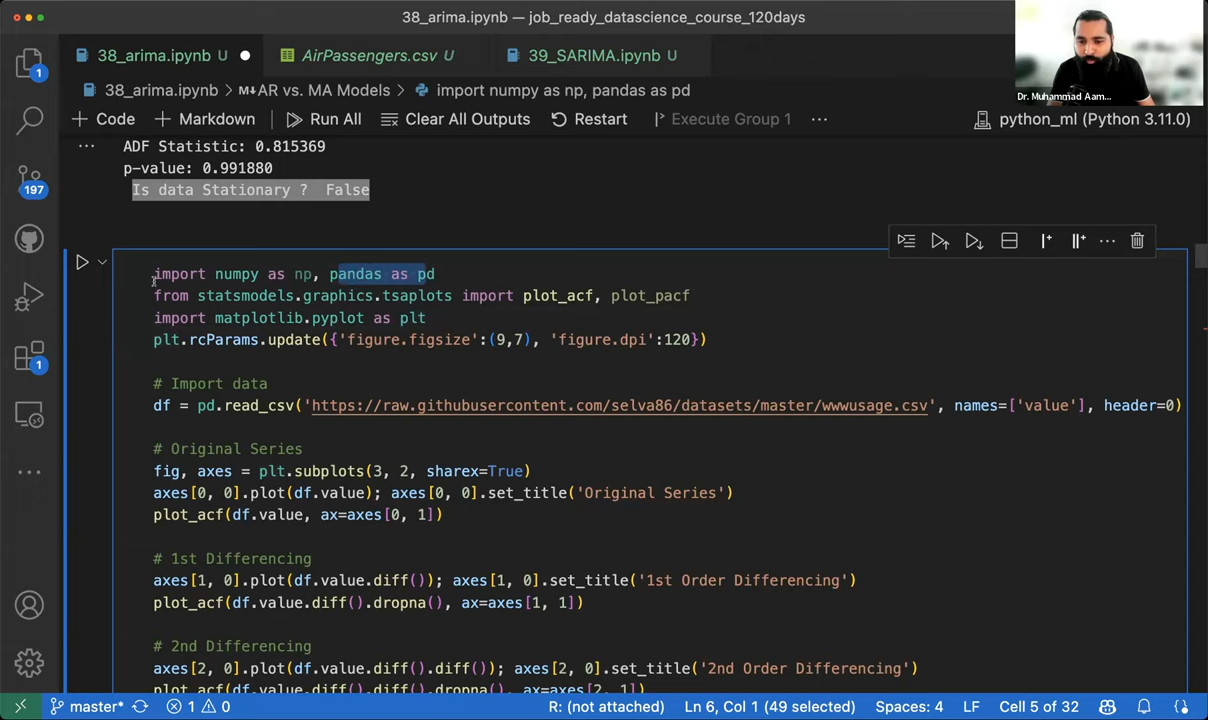 38_arima.ipynb — job_ready_datascience_course_120days
38_arima.ipynb U
AirPassengers.csv U
39_SARIMA.ipynb U
Dr. Muhammad Aam...
38_arima.ipynb > M↓AR vs. MA Models > import numpy as np, pandas as pd
+ Code + Markdown Run All Clear All Outputs Restart Execute Group 1 ... python_ml (Python 3.11.0)
ADF Statistic: 0.815369
p-value: 0.991880
Is data Stationary ? False
import numpy as np, pandas as pd
from statsmodels.graphics.tsaplots import plot_acf, plot_pacf
import matplotlib.pyplot as plt
plt.rcParams.update({'figure.figsize':(9,7), 'figure.dpi':120})
# Import data
df = pd.read_csv('https://raw.githubusercontent.com/selva86/datasets/master/wwwusage.csv', names=['value'], header=0)
# Original Series
fig, axes = plt.subplots(3, 2, sharex=True)
axes[0, 0].plot(df.value); axes[0, 0].set_title('Original Series')
plot_acf(df.value, ax=axes[0, 1])
# 1st Differencing
axes[1, 0].plot(df.value.diff()); axes[1, 0].set_title('1st Order Differencing')
plot_acf(df.value.diff().dropna(), ax=axes[1, 1])
# 2nd Differencing
axes[2, 0].plot(df.value.diff().diff()); axes[2, 0].set_title('2nd Order Differencing')
plot_acf(df.value.diff().diff().dropna(), ax=axes[2, 1])
1
197
1
master* 1 0 R: (not attached) Ln 6, Col 1 (49 selected) Spaces: 4 LF Cell 5 of 32